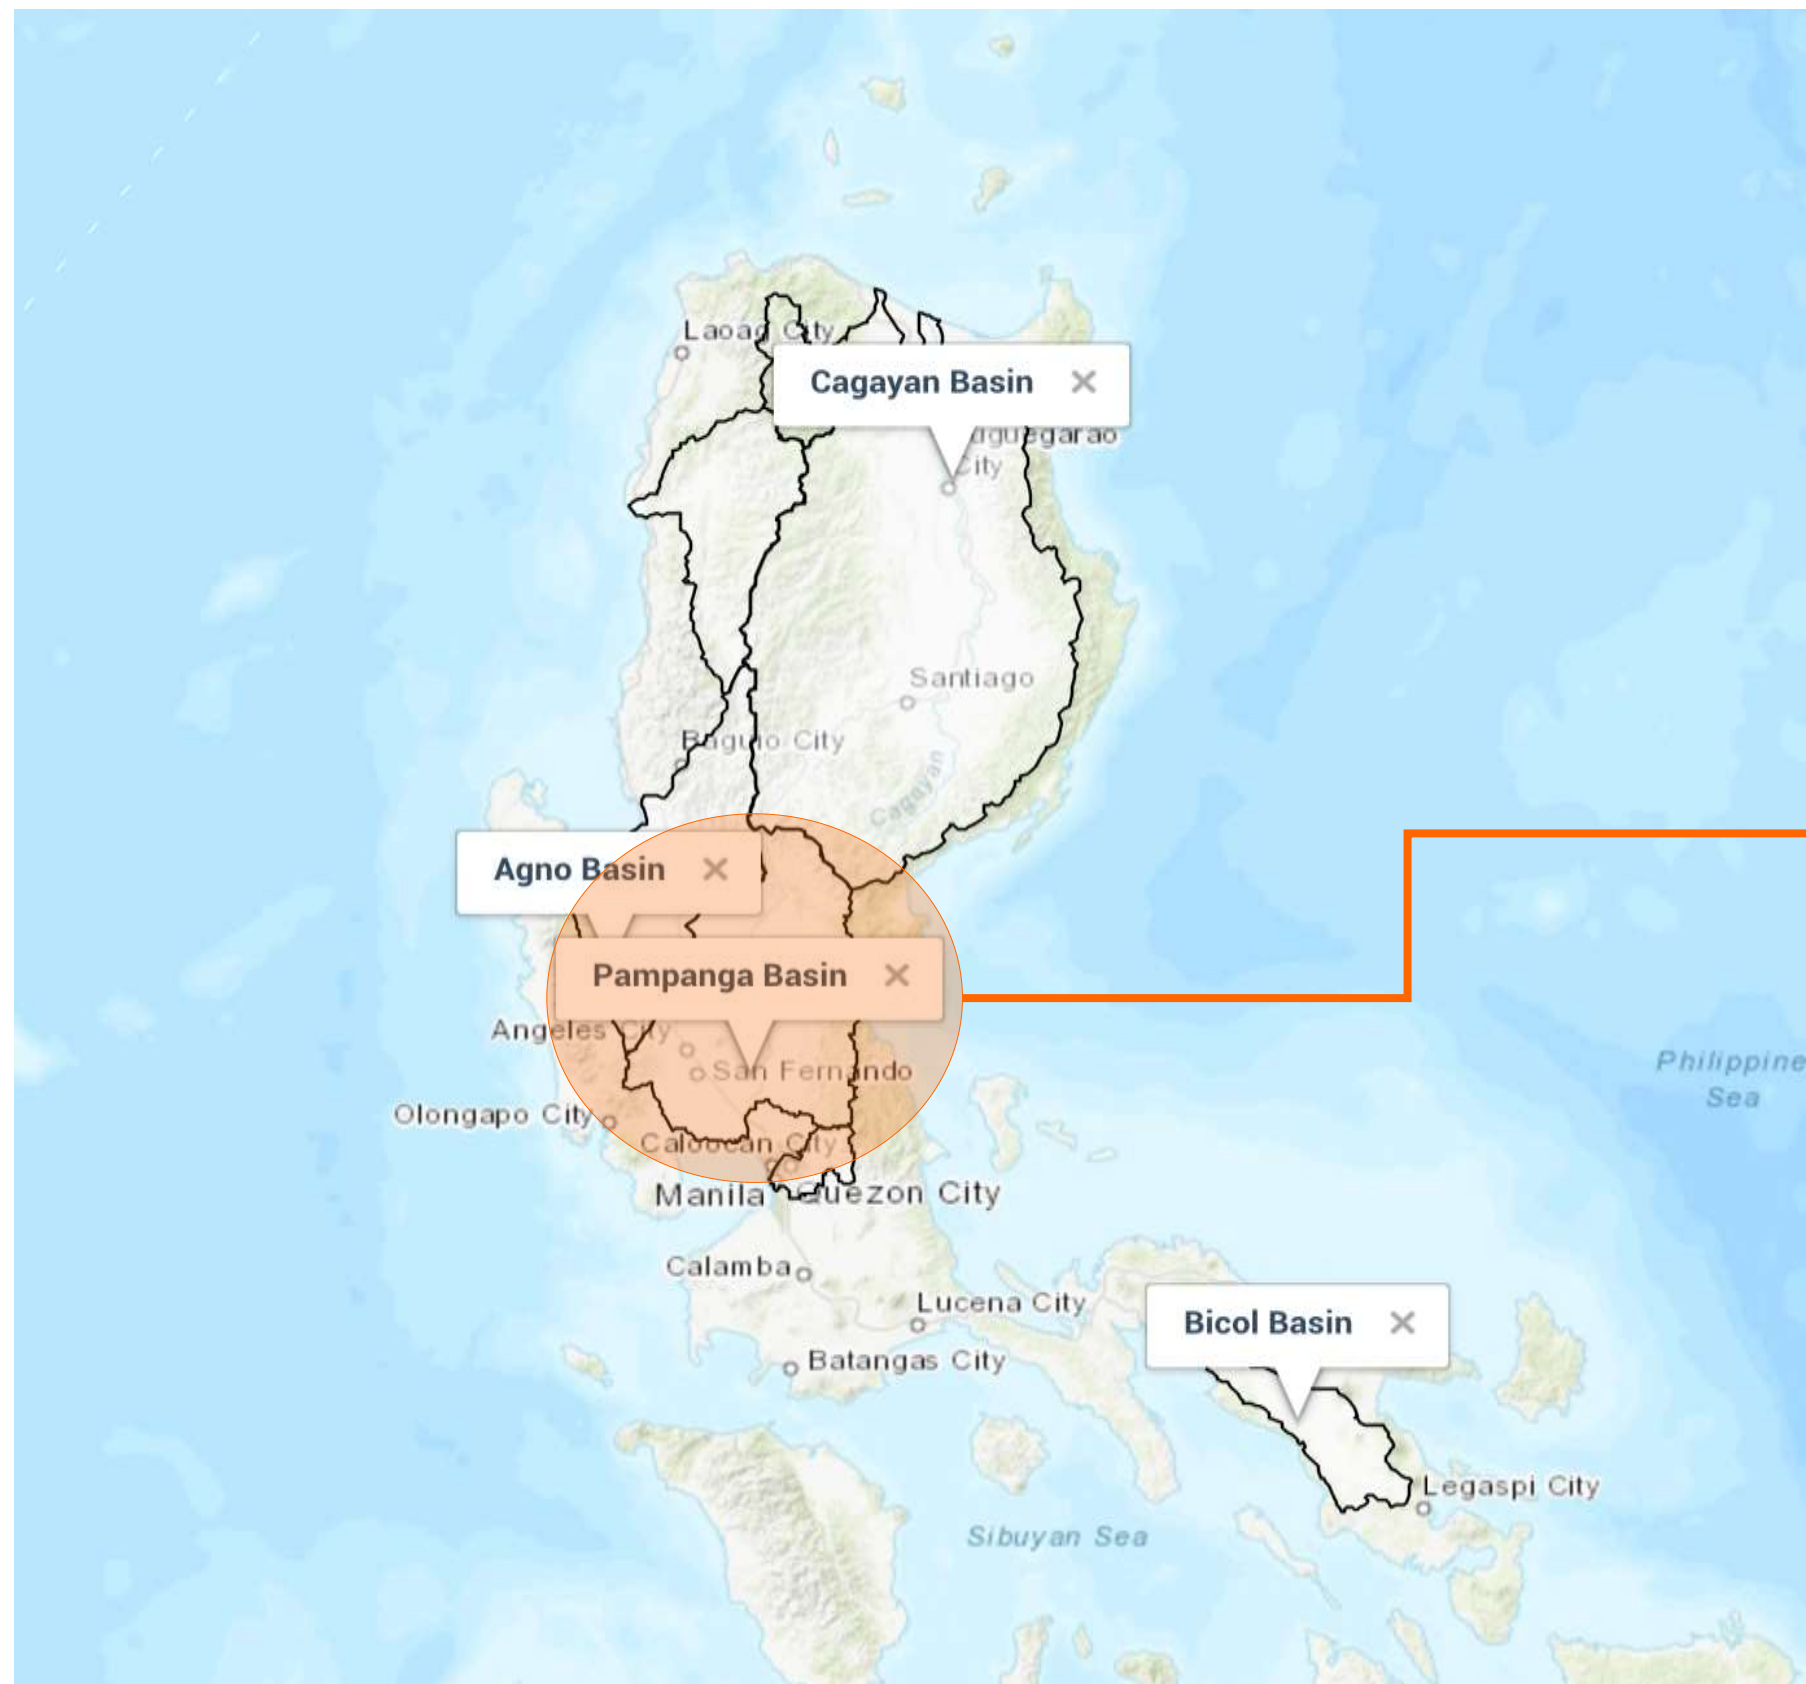 Laoag City
Cagayan Basin ×
uguegarao
City
Santiago
Baguio City
Cagayan
Agno Basin ×
Pampanga Basin ×
Angeles City
San Fernando
Philippine
Sea
Olongapo City
Caloocan City
Manila Quezon City
Calamba
Lucena City
Bicol Basin ×
Batangas City
Legaspi City
Sibuyan Sea